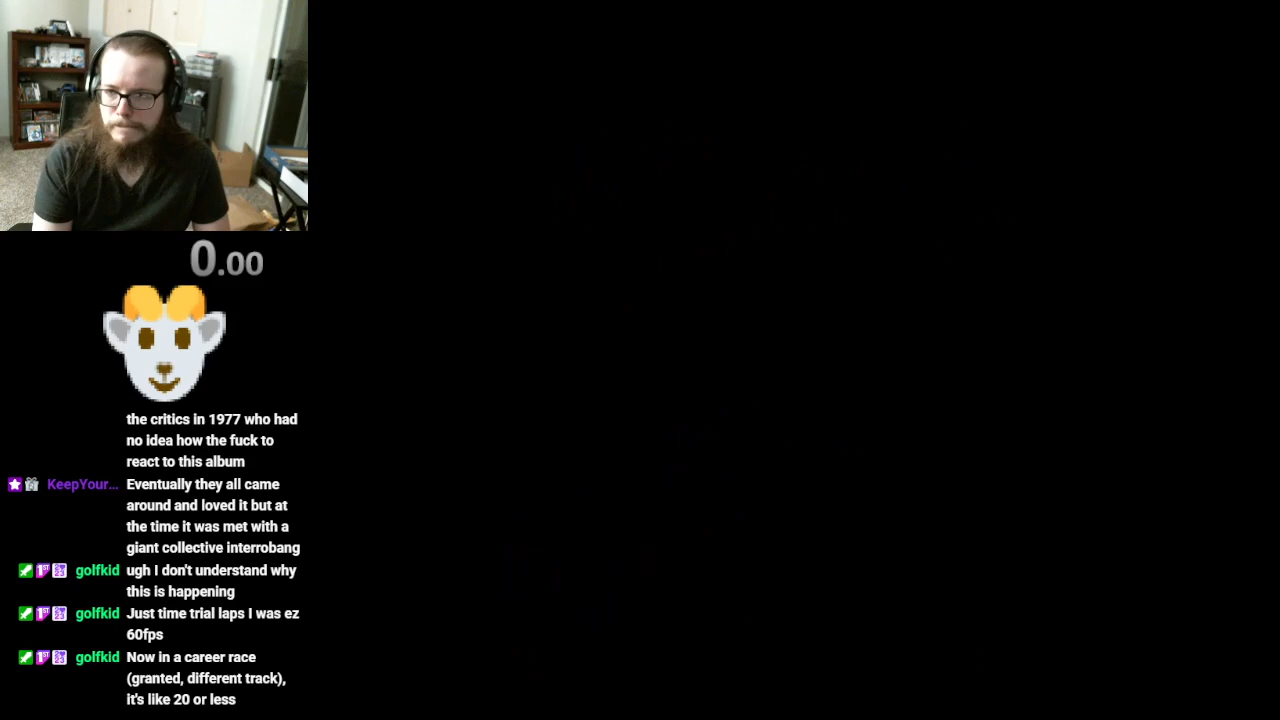 0.00
the critics in 1977 who had
no idea how the fuck to
react to this album
KeepYour... Eventually they all came
around and loved it but at
the time it was met with a
giant collective interrobang
golfkid ugh I don't understand why
this is happening
golfkid Just time trial laps I was ez
60fps
golfkid Now in a career race
(granted, different track),
it's like 20 or less